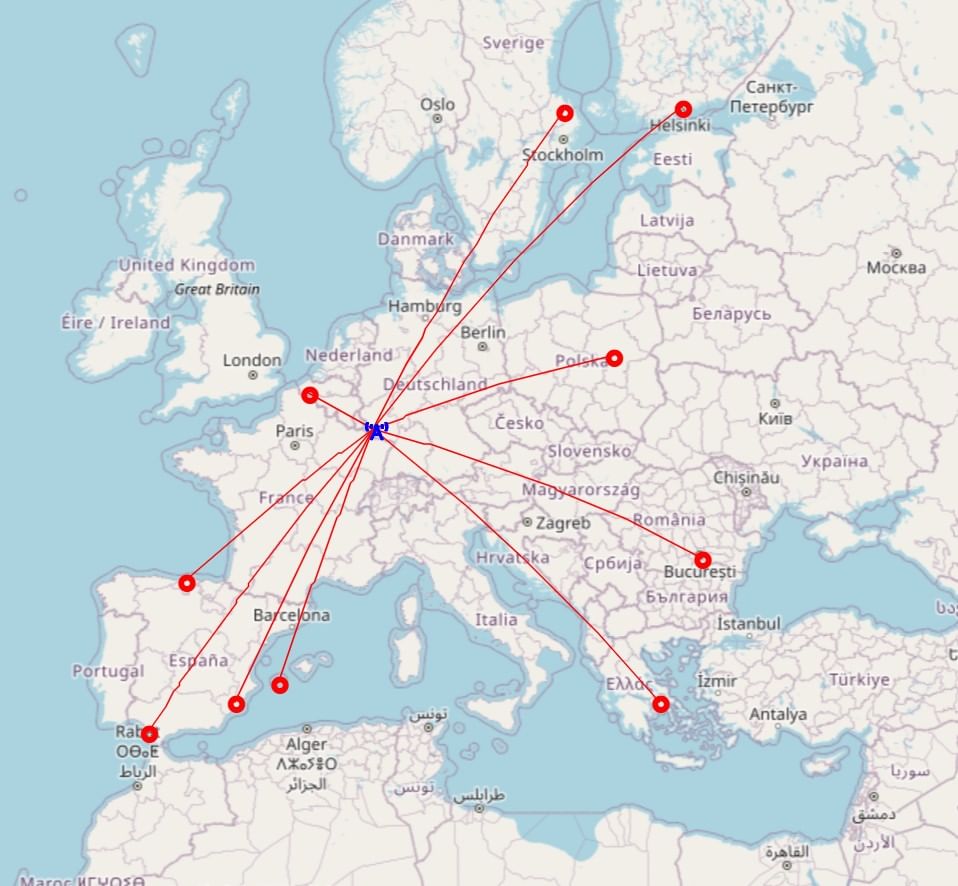 Sverige
Санкт-
Петербург
Oslo
Helsinki
Stockholm
Eesti
Latvija
Danmark
United Kingdom
Great Britain
Lietuva
Москва
Hamburg
Беларусь
Éire / Ireland
Berlin
Nederland
London
Polska
Deutschland
Київ
Česko
Paris
Slovensko
Україна
Chișinău
Magyarország
France
România
Zagreb
Hrvatska
Србија
București
България
Barcelona
Italia
İstanbul
España
Portugal
Ελλάς
İzmir
Türkiye
Antalya
تونس
Alger
ⴷⵣⴰⵢⴻⵔ
الجزائر
الرباط
تونس
طرابلس
سوريا
دمشق
الأردن
القاهرة
Maroc ⵍⵎⵖⵔⵉⴱ